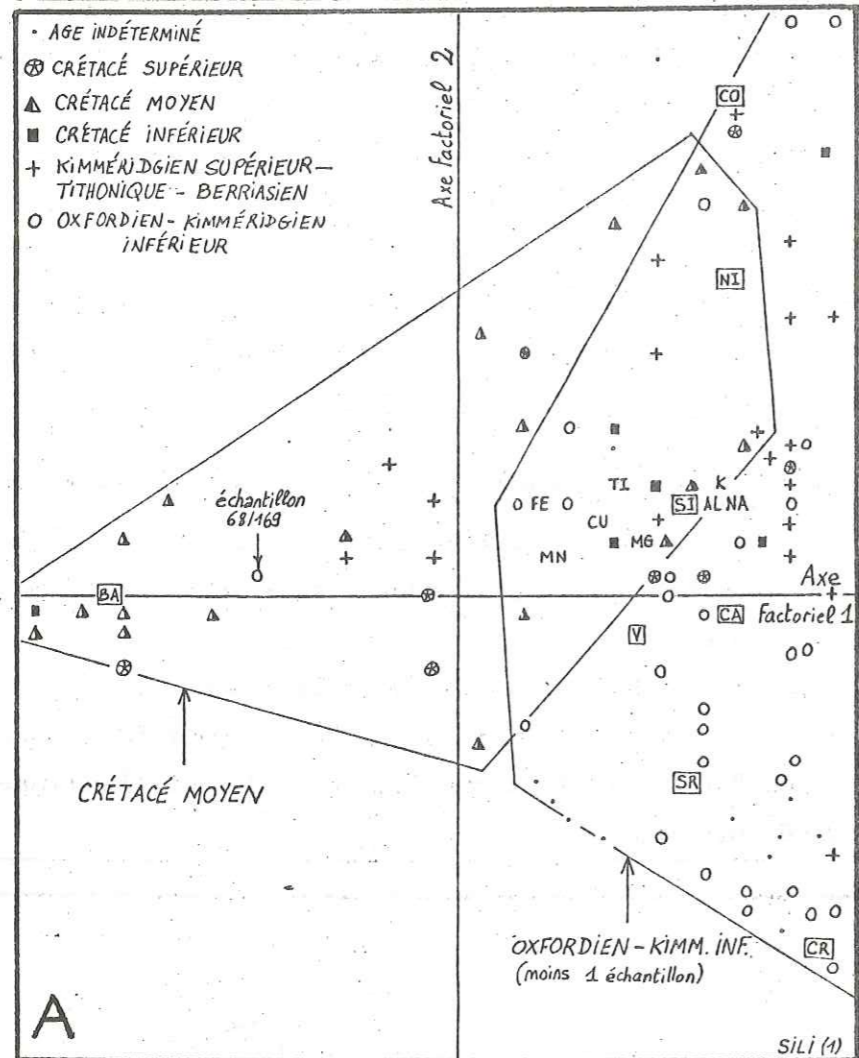 · AGE INDÉTERMINÉ
CRÉTACÉ SUPÉRIEUR
CRÉTACÉ MOYEN
CRÉTACÉ INFÉRIEUR
+ KIMMÉRIDGIEN SUPÉRIEUR—
TITHONIQUE - BERRIASIEN
O OXFORDIEN - KIMMÉRIDGIEN
INFÉRIEUR
Axe Factoriel 2
CO
NI
échantillon
68/169
TI
K
FE
SI AL NA
CU
MN
MG
BA
Axe
Factoriel 1
CA
V
SR
CRÉTACÉ MOYEN
OXFORDIEN - KIMM. INF.
(moins 1 échantillon)
CR
A
SILI (1)